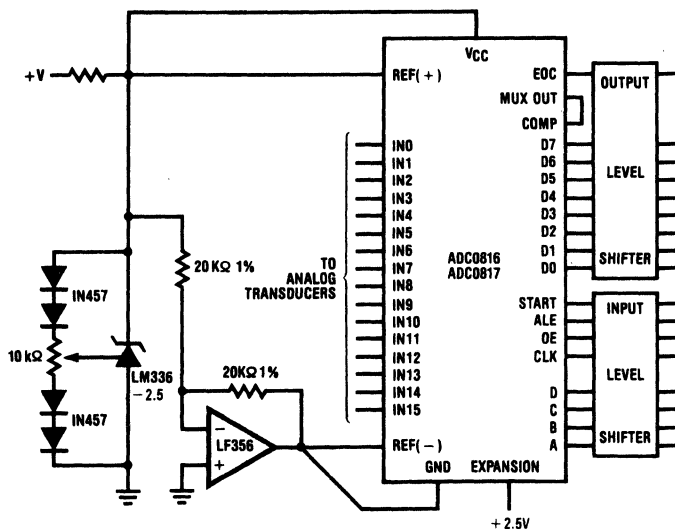 +V
20 KΩ 1%
IN457
10 kΩ
LM336
−2.5
IN457
20KΩ 1%
−
LF356
+
TO
ANALOG
TRANSDUCERS
VCC
REF(+)
IN0
IN1
IN2
IN3
IN4
IN5
IN6
IN7
IN8
IN9
IN10
IN11
IN12
IN13
IN14
IN15
REF(−)
GND
EXPANSION
+2.5V
ADC0816
ADC0817
EOC
MUX OUT
COMP
D7
D6
D5
D4
D3
D2
D1
D0
START
ALE
OE
CLK
D
C
B
A
OUTPUT
LEVEL
SHIFTER
INPUT
LEVEL
SHIFTER